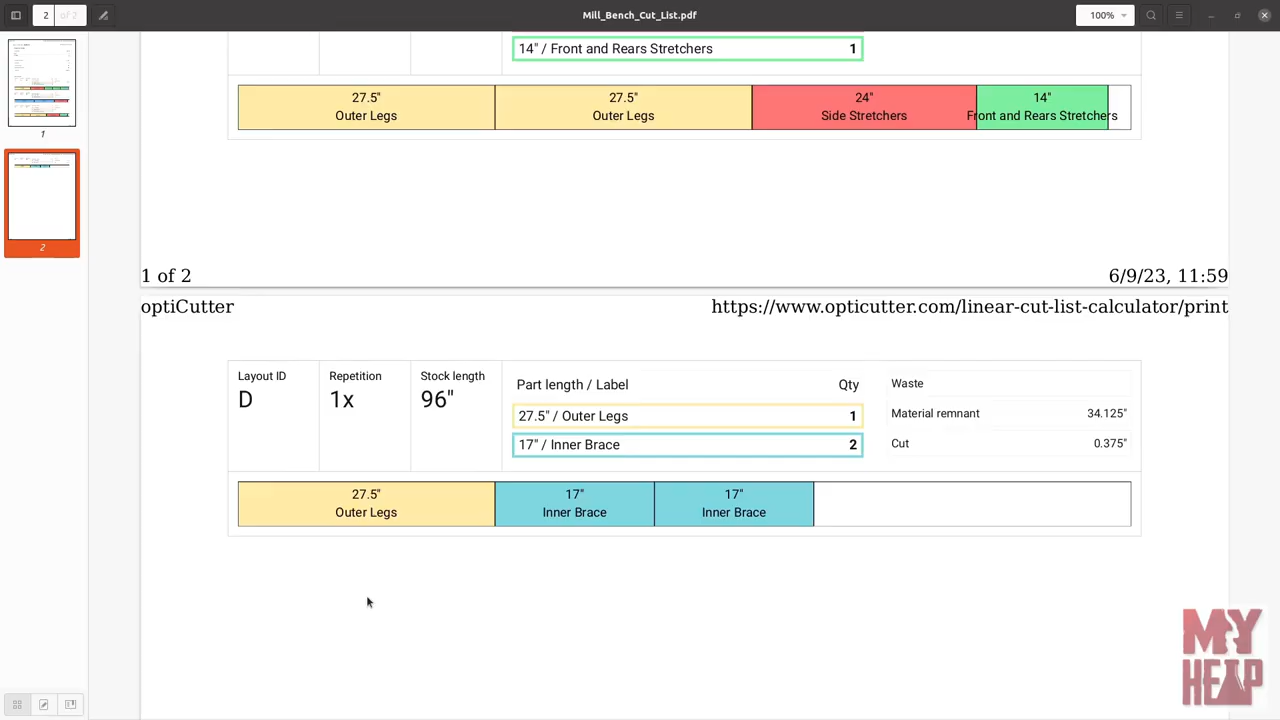 2 of 2
Mill_Bench_Cut_List.pdf
100%
1
2
14" / Front and Rears Stretchers 1
27.5" 27.5" 24" 14"
Outer Legs Outer Legs Side Stretchers Front and Rears Stretchers
1 of 2 6/9/23, 11:59
optiCutter https://www.opticutter.com/linear-cut-list-calculator/print
Layout ID Repetition Stock length Part length / Label Qty Waste
D 1x 96"
27.5" / Outer Legs 1 Material remnant 34.125"
17" / Inner Brace 2 Cut 0.375"
27.5" 17" 17"
Outer Legs Inner Brace Inner Brace
MY
HEAP